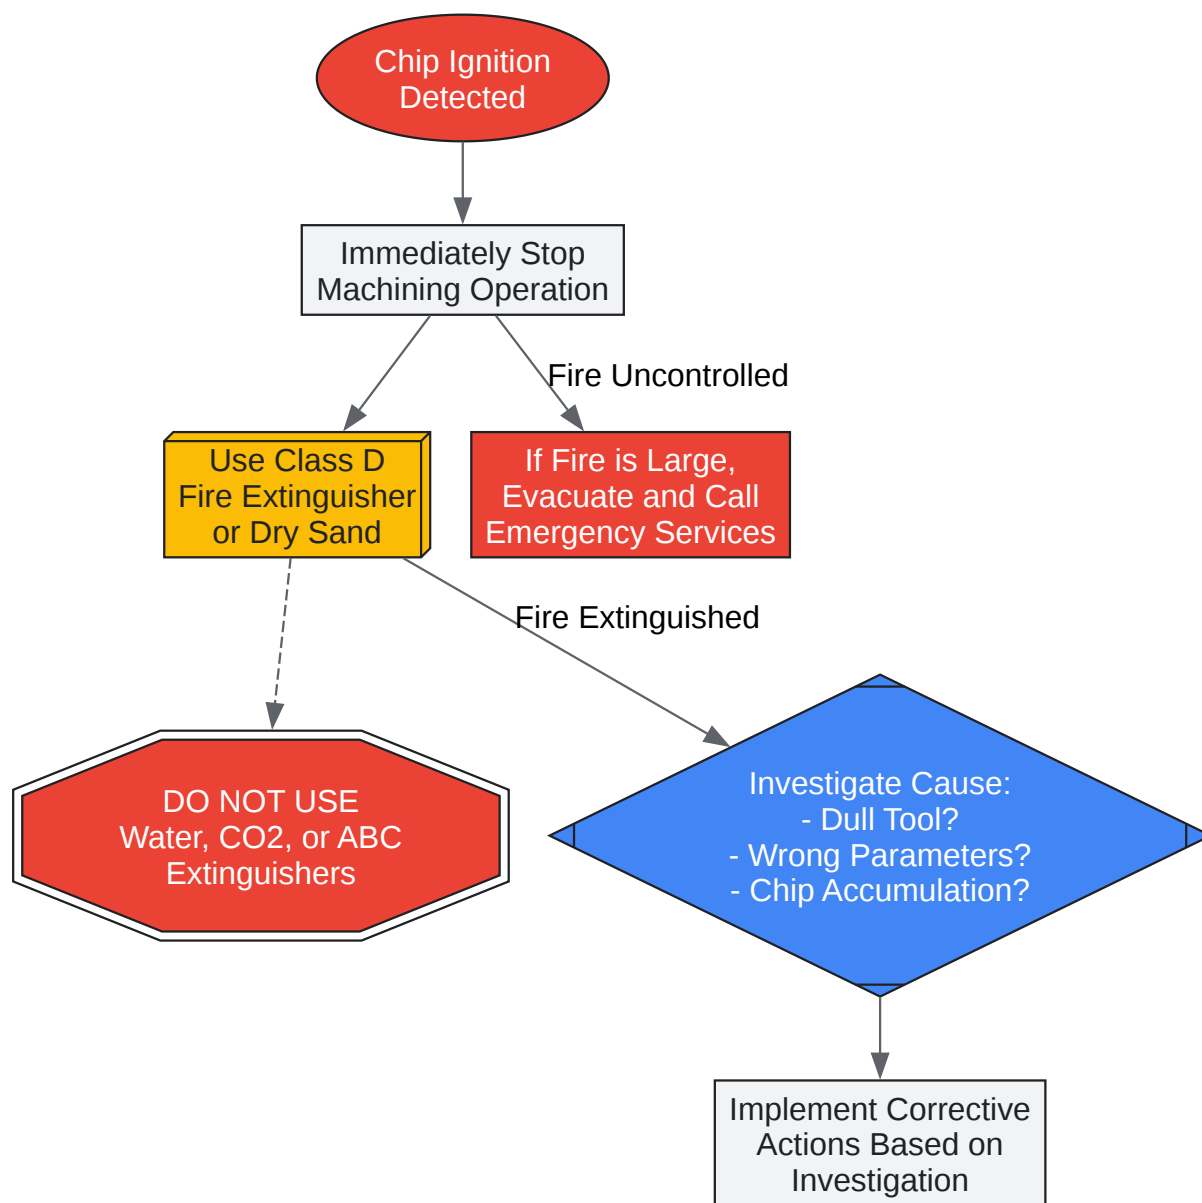 Chip Ignition
Detected
Immediately Stop
Machining Operation
Fire Uncontrolled
Use Class D
Fire Extinguisher
or Dry Sand
If Fire is Large,
Evacuate and Call
Emergency Services
Fire Extinguished
DO NOT USE
Water, CO2, or ABC
Extinguishers
Investigate Cause:
- Dull Tool?
- Wrong Parameters?
- Chip Accumulation?
Implement Corrective
Actions Based on
Investigation